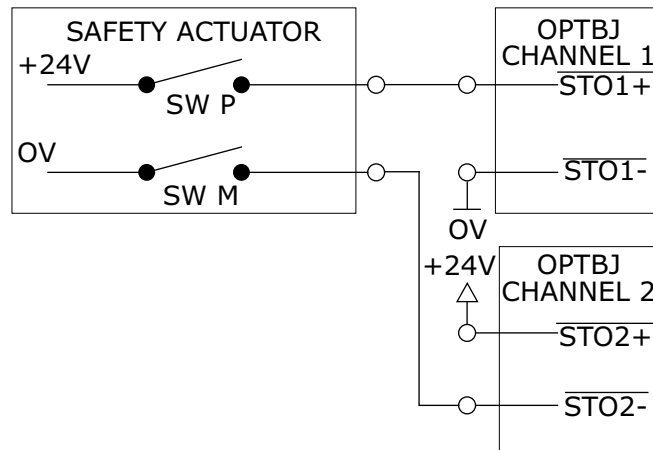 SAFETY ACTUATOR
+24V
SW P
OV
SW M
OPTBJ
CHANNEL 1
STO1+
STO1-
OV
+24V
OPTBJ
CHANNEL 2
STO2+
STO2-